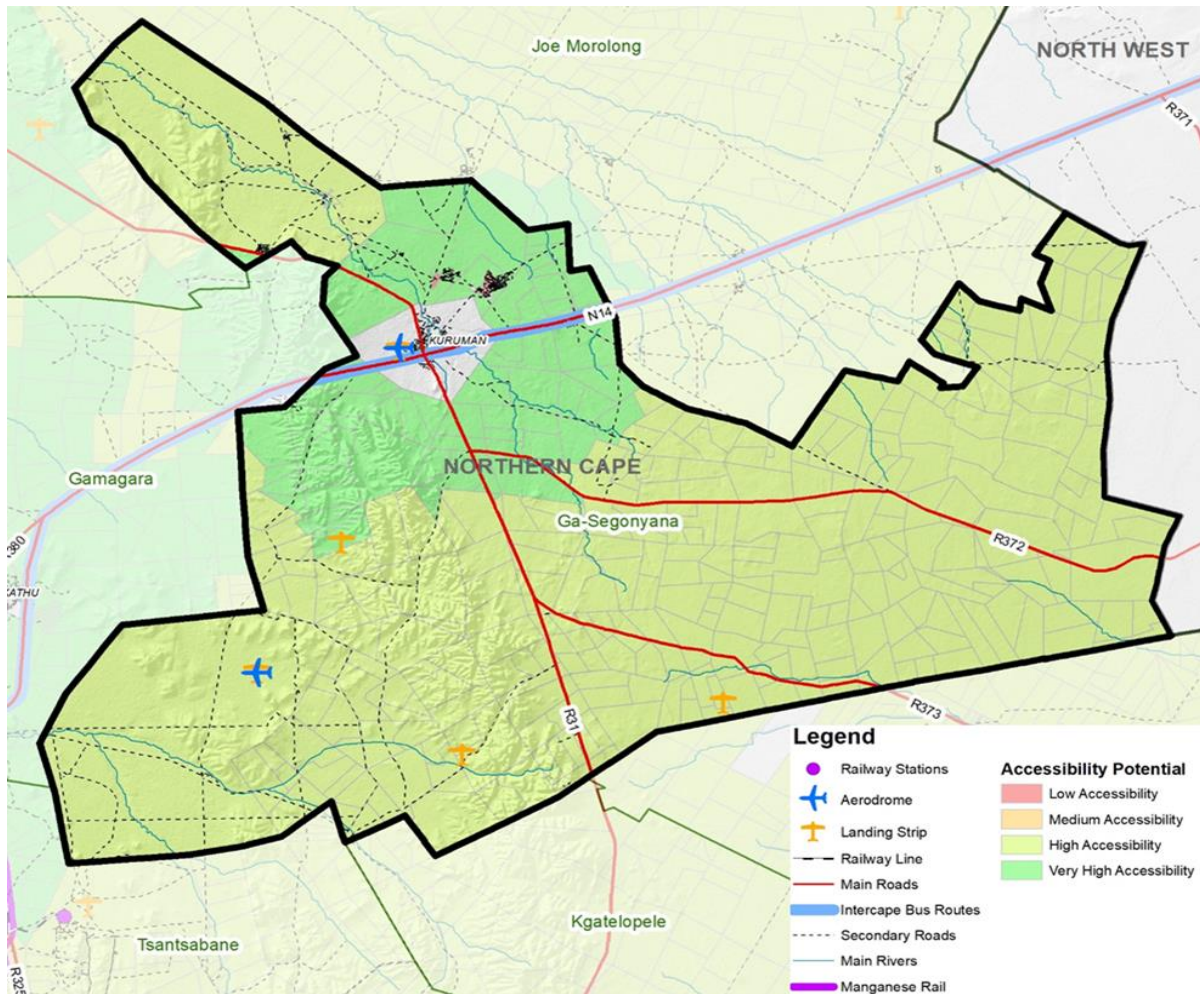 Joe Morolong
NORTH WEST
R371
N14
KURUMAN
NORTHERN CAPE
Gamagara
Ga-Segonyana
R380
R372
KATHU
R373
R31
Kgatelopele
Tsantsabane
R325
Legend
Railway Stations
Aerodrome
Landing Strip
Railway Line
Main Roads
Intercape Bus Routes
Secondary Roads
Main Rivers
Manganese Rail
Accessibility Potential
Low Accessibility
Medium Accessibility
High Accessibility
Very High Accessibility